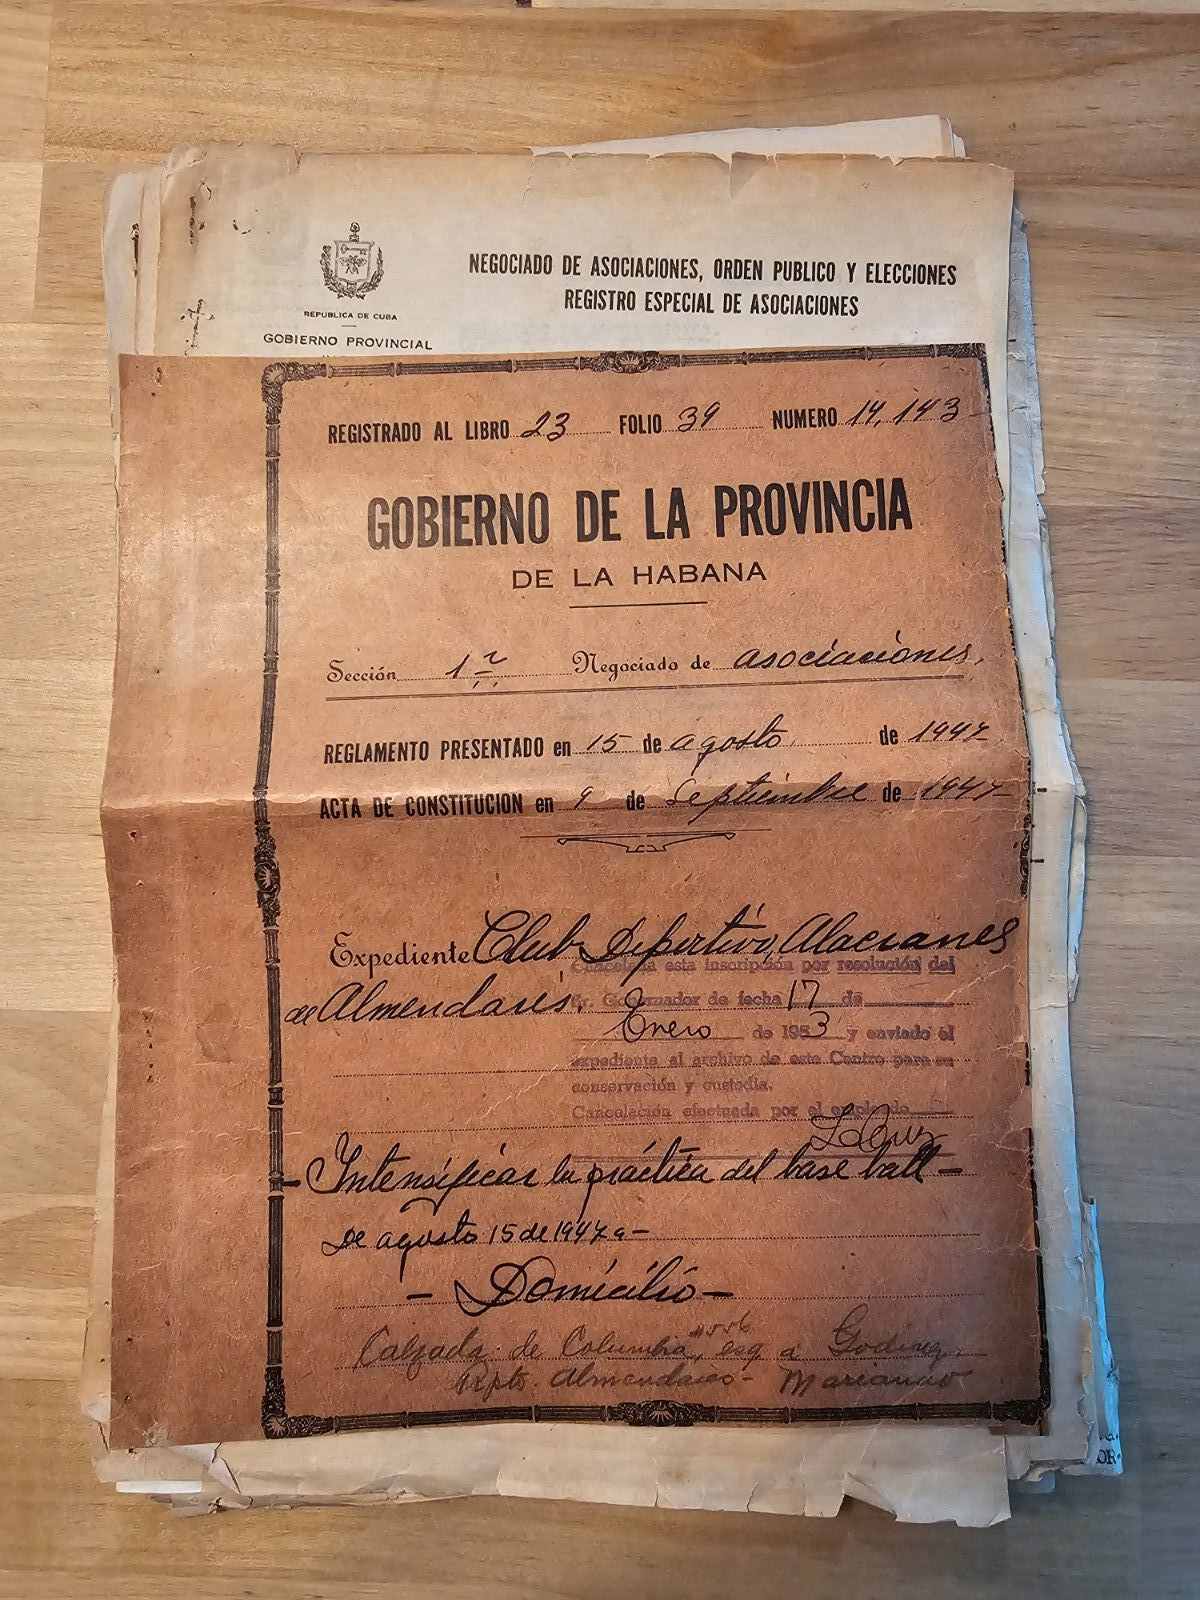 REPUBLICA DE CUBA
GOBIERNO PROVINCIAL
NEGOCIADO DE ASOCIACIONES, ORDEN PUBLICO Y ELECCIONES
REGISTRO ESPECIAL DE ASOCIACIONES
REGISTRADO AL LIBRO 23 FOLIO 39 NUMERO 14,143-
GOBIERNO DE LA PROVINCIA
DE LA HABANA
Sección 1ª Negociado de asociaciones,
REGLAMENTO PRESENTADO en 15 de agosto de 1947
ACTA DE CONSTITUCION en 9 de Septiembre de 1947
Expediente Club Deportivo, Alacranes
de Almendares.
Cancelada esta inscripción por resolución del
Sr. Gobernador de fecha 17 de
Enero de 1953 y enviado el
expediente al archivo de este Centro para su
conservación y custodia.
Cancelación efectuada por el empleado
- Intensificar la práctica del base ball -
De agosto 15 de 1947 a -
- Domicilio -
Calzada de Columbia #556, esq. a Godinez
Rpto. Almendares - Marianao
OR